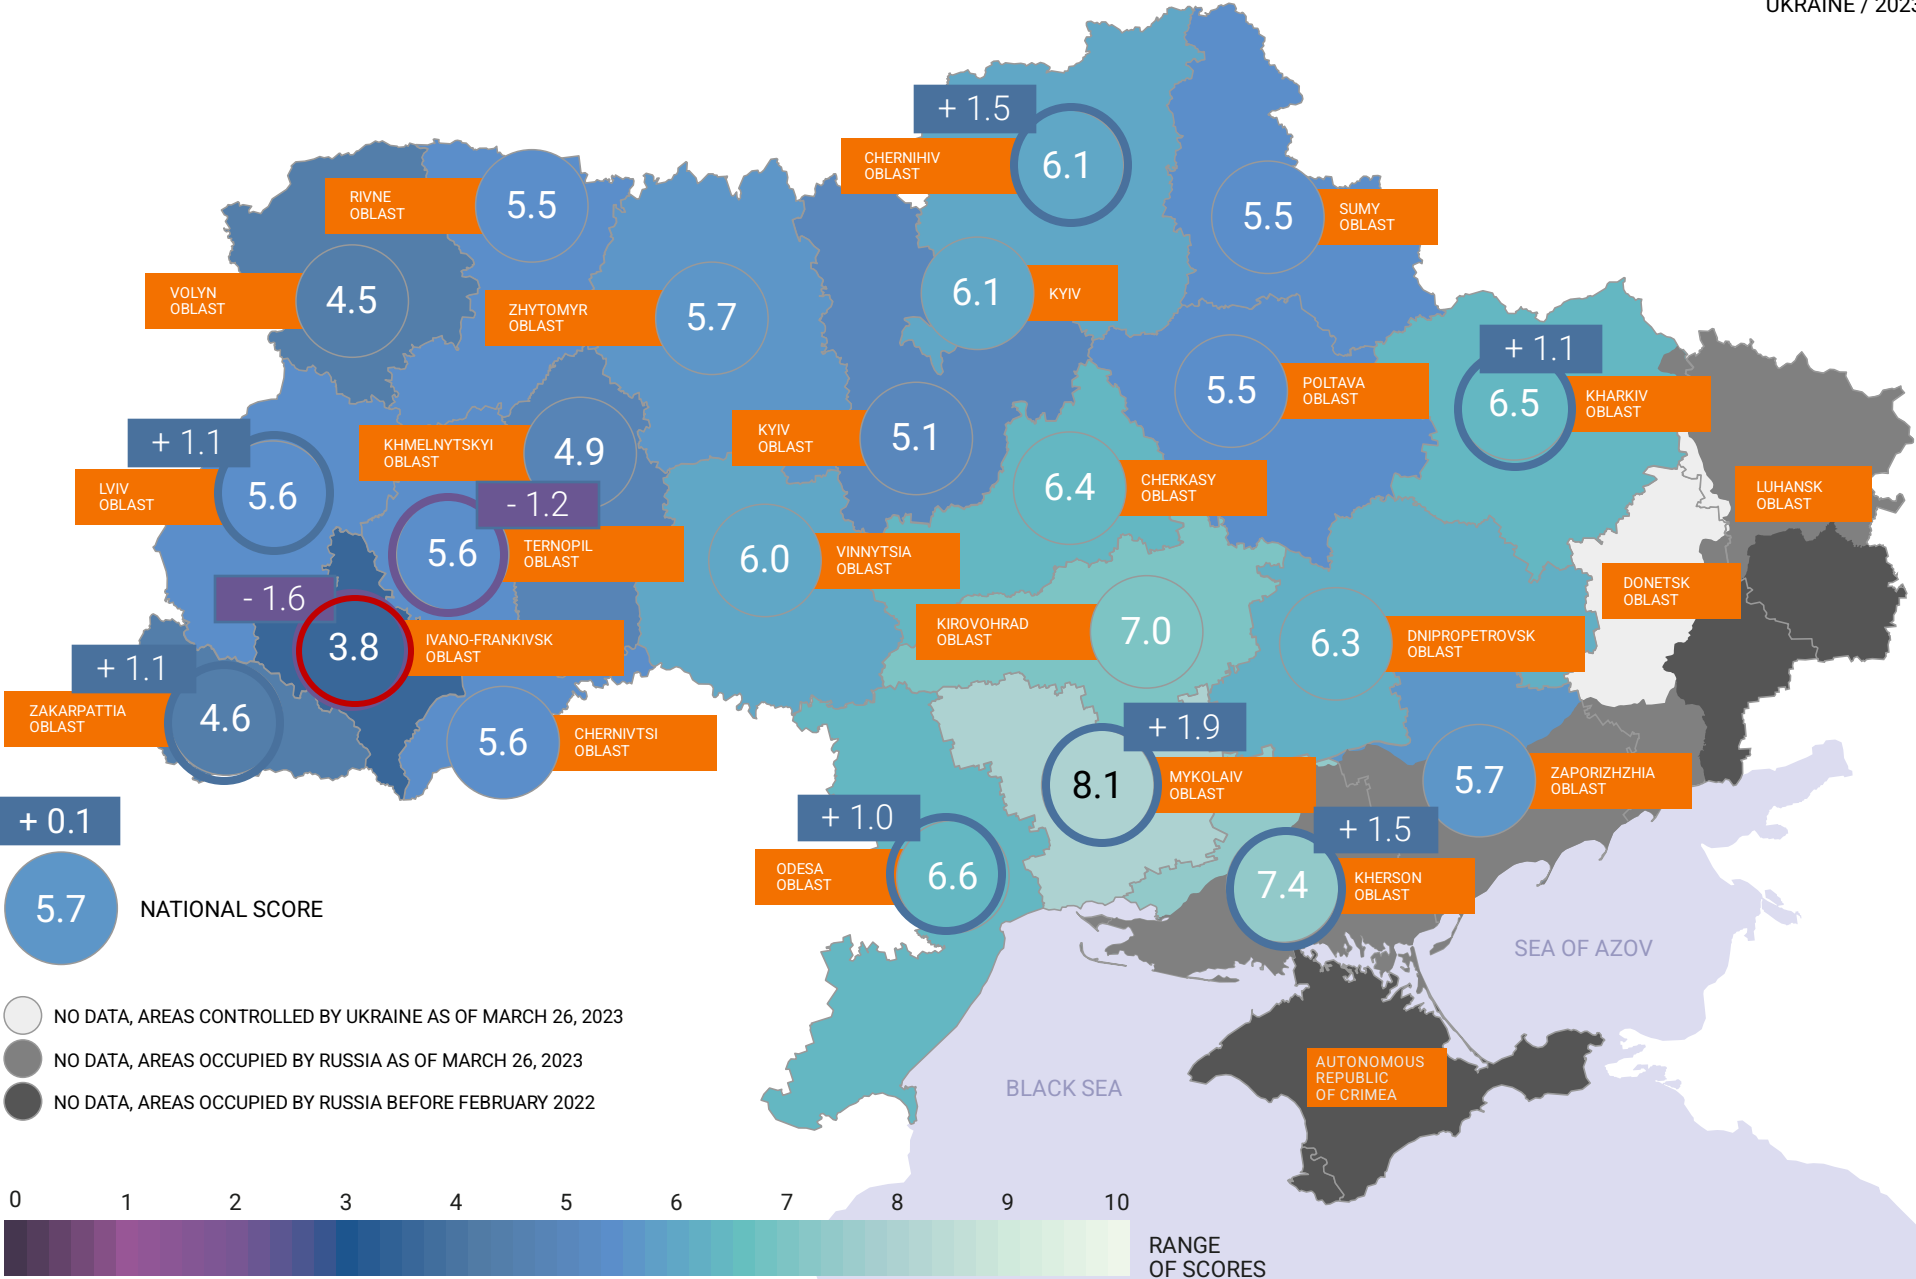 UKRAINE / 2023
+ 1.5
CHERNIHIV
OBLAST
6.1
RIVNE
OBLAST
5.5
SUMY
OBLAST
5.5
VOLYN
OBLAST
4.5
ZHYTOMYR
OBLAST
5.7
6.1
KYIV
+ 1.1
6.5
KHARKIV
OBLAST
5.5
POLTAVA
OBLAST
+ 1.1
LVIV
OBLAST
5.6
KHMELNYTSKYI
OBLAST
4.9
KYIV
OBLAST
5.1
6.4
CHERKASY
OBLAST
LUHANSK
OBLAST
- 1.2
5.6
TERNOPIL
OBLAST
6.0
VINNYTSIA
OBLAST
DONETSK
OBLAST
- 1.6
3.8
IVANO-FRANKIVSK
OBLAST
KIROVOHRAD
OBLAST
7.0
6.3
DNIPROPETROVSK
OBLAST
+ 1.1
ZAKARPATTIA
OBLAST
4.6
5.6
CHERNIVTSI
OBLAST
+ 1.9
8.1
MYKOLAIV
OBLAST
5.7
ZAPORIZHZHIA
OBLAST
+ 1.0
ODESA
OBLAST
6.6
+ 1.5
7.4
KHERSON
OBLAST
+ 0.1
5.7
NATIONAL SCORE
SEA OF AZOV
NO DATA, AREAS CONTROLLED BY UKRAINE AS OF MARCH 26, 2023
NO DATA, AREAS OCCUPIED BY RUSSIA AS OF MARCH 26, 2023
NO DATA, AREAS OCCUPIED BY RUSSIA BEFORE FEBRUARY 2022
BLACK SEA
AUTONOMOUS
REPUBLIC
OF CRIMEA
0 1 2 3 4 5 6 7 8 9 10
RANGE
OF SCORES